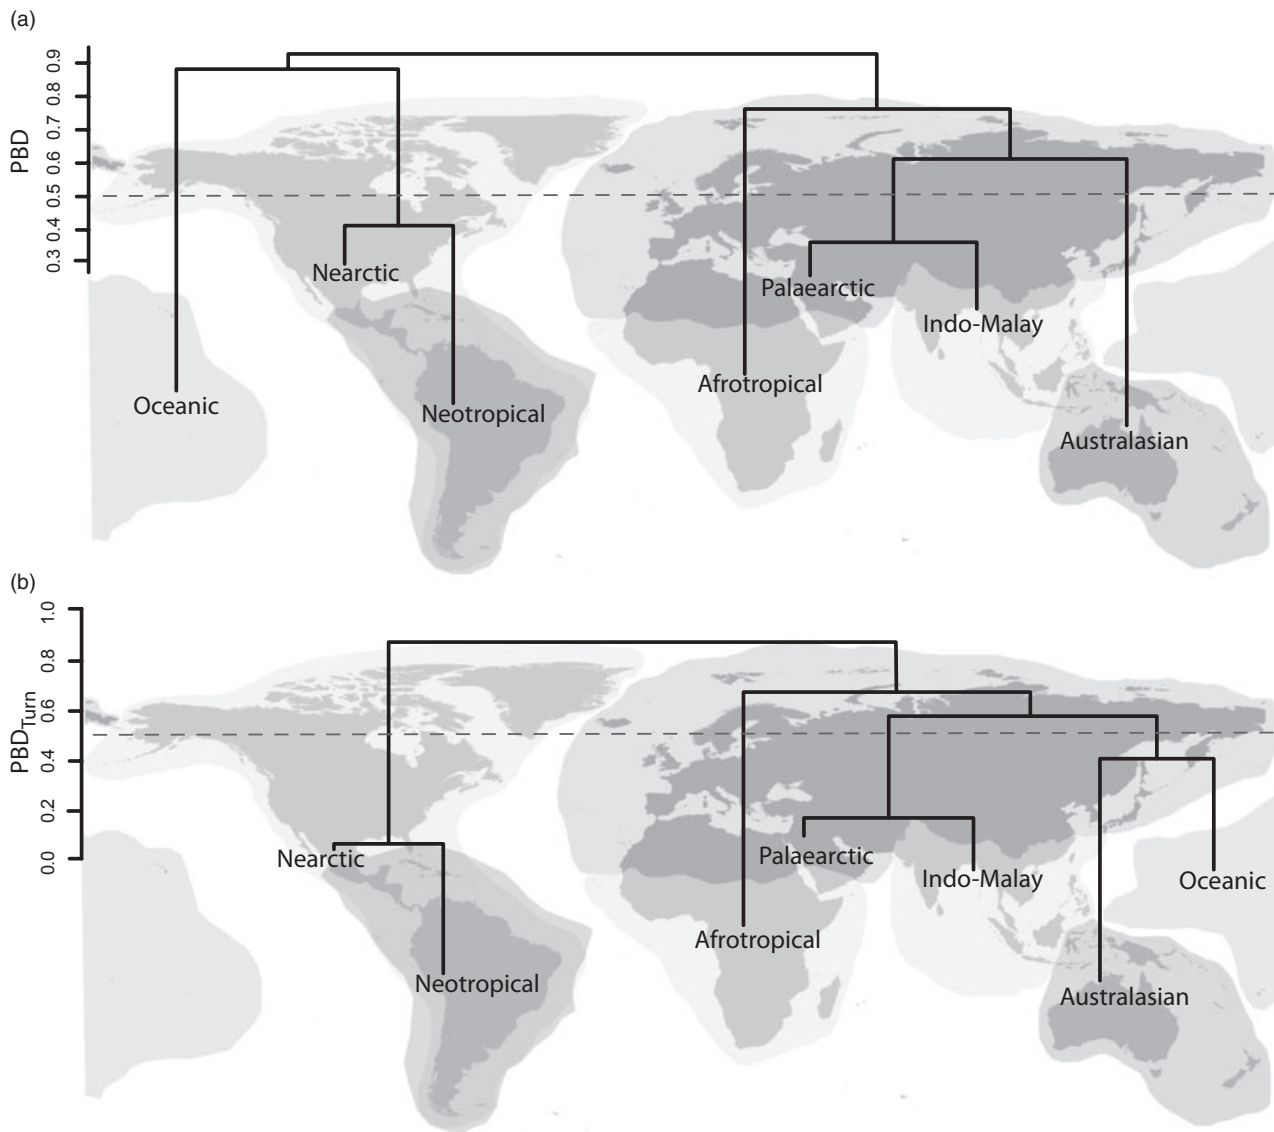 (a)
PBD
0.9
0.8
0.7
0.6
0.5
0.4
0.3
Nearctic
Palaearctic
Indo-Malay
Afrotropical
Oceanic
Neotropical
Australasian
(b)
PBDTurn
1.0
0.8
0.6
0.4
0.2
0.0
Nearctic
Palaearctic
Indo-Malay
Oceanic
Afrotropical
Neotropical
Australasian